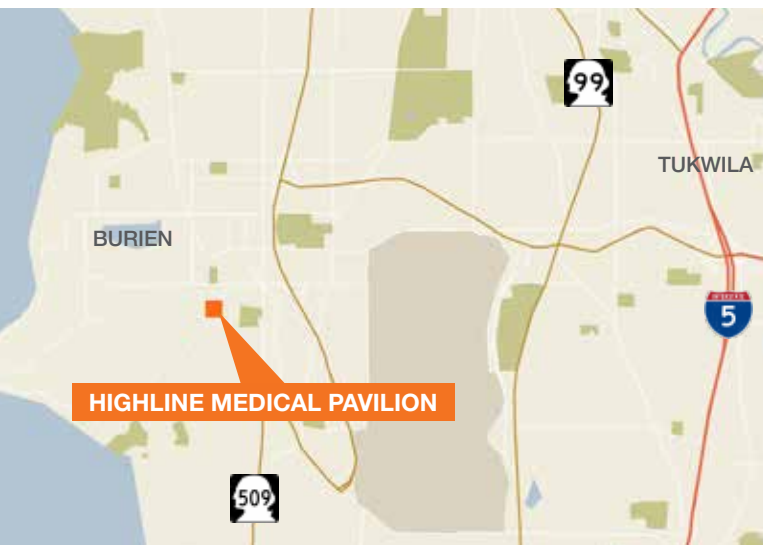 99
TUKWILA
BURIEN
5
HIGHLINE MEDICAL PAVILION
509